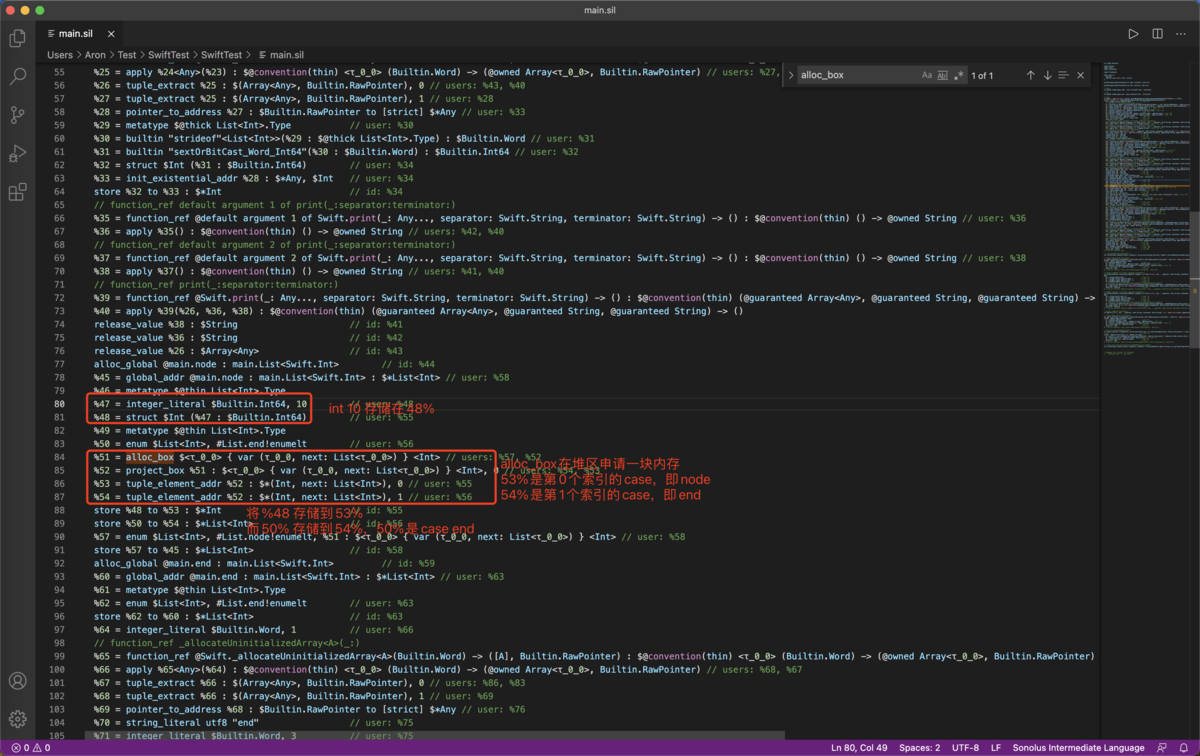 main.sil
main.sil
Users > Aron > Test > SwiftTest > SwiftTest > main.sil
alloc_box
Aa
1 of 1
55 %25 = apply %24<Any>(%23) : $@convention(thin) <τ_0_0> (Builtin.Word) -> (@owned Array<τ_0_0>, Builtin.RawPointer) // users: %27,
56 %26 = tuple_extract %25 : $(Array<Any>, Builtin.RawPointer), 0 // users: %43, %40
57 %27 = tuple_extract %25 : $(Array<Any>, Builtin.RawPointer), 1 // user: %28
58 %28 = pointer_to_address %27 : $Builtin.RawPointer to [strict] $*Any // user: %33
59 %29 = metatype $@thick List<Int>.Type // user: %30
60 %30 = builtin "strideof"<List<Int>>(%29 : $@thick List<Int>.Type) : $Builtin.Word // user: %31
61 %31 = builtin "sextOrBitCast_Word_Int64"(%30 : $Builtin.Word) : $Builtin.Int64 // user: %32
62 %32 = struct $Int (%31 : $Builtin.Int64) // user: %34
63 %33 = init_existential_addr %28 : $*Any, $Int // user: %34
64 store %32 to %33 : $*Int // id: %34
65 // function_ref default argument 1 of print(_:separator:terminator:)
66 %35 = function_ref @default argument 1 of Swift.print(_: Any..., separator: Swift.String, terminator: Swift.String) -> () : $@convention(thin) () -> @owned String // user: %36
67 %36 = apply %35() : $@convention(thin) () -> @owned String // users: %42, %40
68 // function_ref default argument 2 of print(_:separator:terminator:)
69 %37 = function_ref @default argument 2 of Swift.print(_: Any..., separator: Swift.String, terminator: Swift.String) -> () : $@convention(thin) () -> @owned String // user: %38
70 %38 = apply %37() : $@convention(thin) () -> @owned String // users: %41, %40
71 // function_ref print(_:separator:terminator:)
72 %39 = function_ref @Swift.print(_: Any..., separator: Swift.String, terminator: Swift.String) -> () : $@convention(thin) (@guaranteed Array<Any>, @guaranteed String, @guaranteed String) ->
73 %40 = apply %39(%26, %36, %38) : $@convention(thin) (@guaranteed Array<Any>, @guaranteed String, @guaranteed String) -> ()
74 release_value %38 : $String // id: %41
75 release_value %36 : $String // id: %42
76 release_value %26 : $Array<Any> // id: %43
77 alloc_global @main.node : main.List<Swift.Int> // id: %44
78 %45 = global_addr @main.node : main.List<Swift.Int> : $*List<Int> // user: %58
79 %46 = metatype $@thin List<Int>.Type
80 %47 = integer_literal $Builtin.Int64, 10 // user: %48
int 10 存储在48%
81 %48 = struct $Int (%47 : $Builtin.Int64) // user: %55
82 %49 = metatype $@thin List<Int>.Type
83 %50 = enum $List<Int>, #List.end!enumelt // user: %56
84 %51 = alloc_box $<τ_0_0> { var (τ_0_0, next: List<τ_0_0>) } <Int> // users: %57, %52
alloc_box在堆区申请一块内存
85 %52 = project_box %51 : $<τ_0_0> { var (τ_0_0, next: List<τ_0_0>) } <Int>, 0 // users: %54, %53
53%是第0个索引的case，即node
86 %53 = tuple_element_addr %52 : $*(Int, next: List<Int>), 0 // user: %55
54%是第1个索引的case，即end
87 %54 = tuple_element_addr %52 : $*(Int, next: List<Int>), 1 // user: %56
88 store %48 to %53 : $*Int // id: %55
将%48 存储到53%
89 store %50 to %54 : $*List<Int> // id: %56
而50% 存储到54%，50%是case end
90 %57 = enum $List<Int>, #List.node!enumelt, %51 : $<τ_0_0> { var (τ_0_0, next: List<τ_0_0>) } <Int> // user: %58
91 store %57 to %45 : $*List<Int> // id: %58
92 alloc_global @main.end : main.List<Swift.Int> // id: %59
93 %60 = global_addr @main.end : main.List<Swift.Int> : $*List<Int> // user: %63
94 %61 = metatype $@thin List<Int>.Type
95 %62 = enum $List<Int>, #List.end!enumelt // user: %63
96 store %62 to %60 : $*List<Int> // id: %63
97 %64 = integer_literal $Builtin.Word, 1 // user: %66
98 // function_ref _allocateUninitializedArray<A>(_:)
99 %65 = function_ref @Swift._allocateUninitializedArray<A>(Builtin.Word) -> ([A], Builtin.RawPointer) : $@convention(thin) <τ_0_0> (Builtin.Word) -> (@owned Array<τ_0_0>, Builtin.RawPointer)
100 %66 = apply %65<Any>(%64) : $@convention(thin) <τ_0_0> (Builtin.Word) -> (@owned Array<τ_0_0>, Builtin.RawPointer) // users: %68, %67
101 %67 = tuple_extract %66 : $(Array<Any>, Builtin.RawPointer), 0 // users: %86, %83
102 %68 = tuple_extract %66 : $(Array<Any>, Builtin.RawPointer), 1 // user: %69
103 %69 = pointer_to_address %68 : $Builtin.RawPointer to [strict] $*Any // user: %76
104 %70 = string_literal utf8 "end" // user: %75
105 %71 = integer_literal $Builtin.Word, 3 // user: %75
0 0
Ln 80, Col 49 Spaces: 2 UTF-8 LF Sonolus Intermediate Language